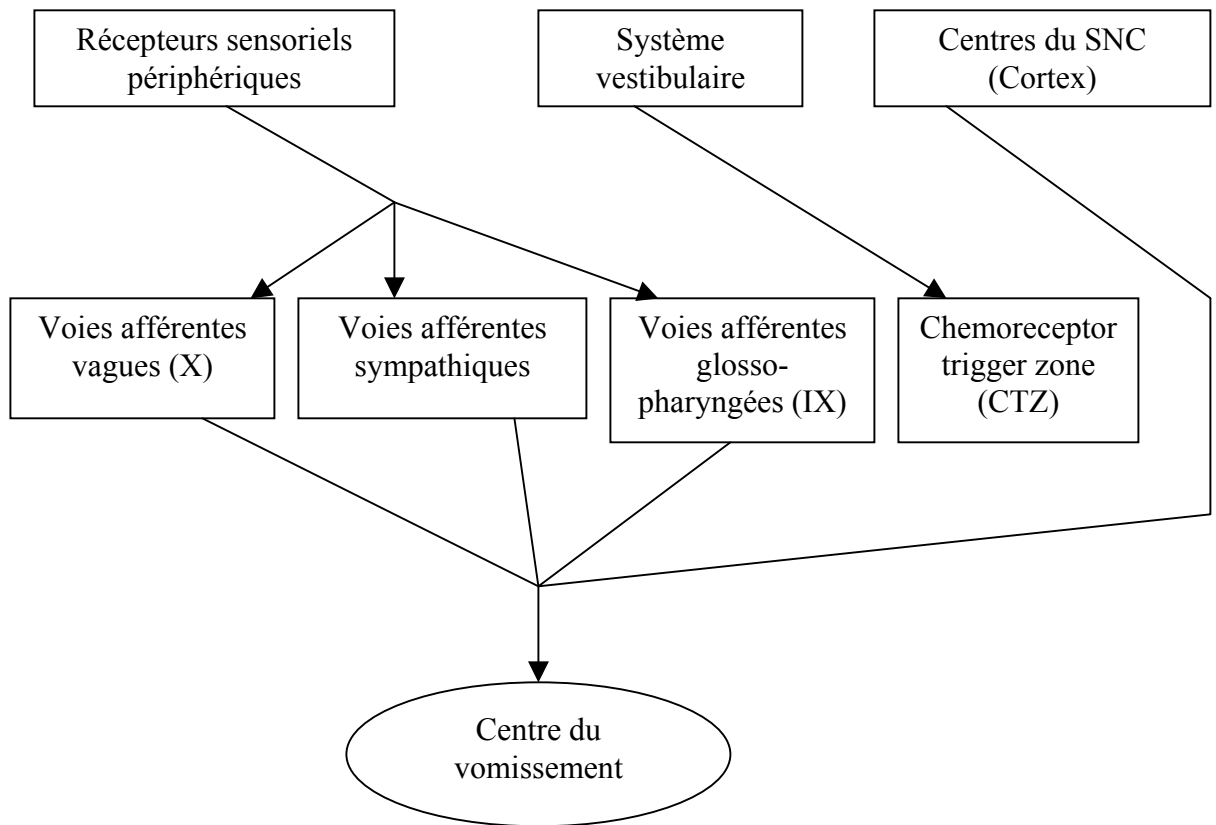 Récepteurs sensoriels
périphériques
Système
vestibulaire
Centres du SNC
(Cortex)
Voies afférentes
vagues (X)
Voies afférentes
sympathiques
Voies afférentes
glosso-
pharyngées (IX)
Chemoreceptor
trigger zone
(CTZ)
Centre du
vomissement